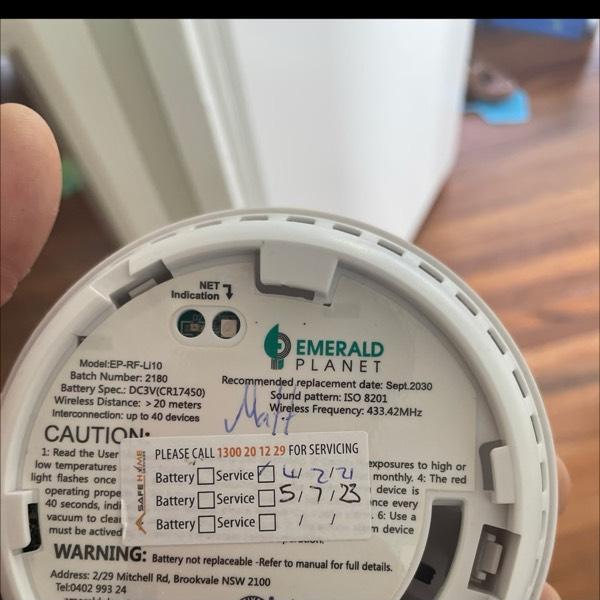 NET
Indication
EMERALD
PLANET
Model:EP-RF-Li10
Batch Number: 2180
Battery Spec.: DC3V(CR17450)
Wireless Distance: > 20 meters
Interconnection: up to 40 devices
Recommended replacement date: Sept.2030
Sound pattern: ISO 8201
Wireless Frequency: 433.42MHz
Matt
CAUTION:
1: Read the User
low temperatures
light flashes once
operating prope
40 seconds, indi
vacuum to clea
must be actived
exposures to high or
monthly. 4: The red
device is
once every
6: Use a
device
SAFE HOME
PLEASE CALL 1300 20 12 29 FOR SERVICING
Battery Service 4/2/21
Battery Service 5/7/23
Battery Service / /
WARNING: Battery not replaceable -Refer to manual for full details.
Address: 2/29 Mitchell Rd, Brookvale NSW 2100
Tel:0402 993 24